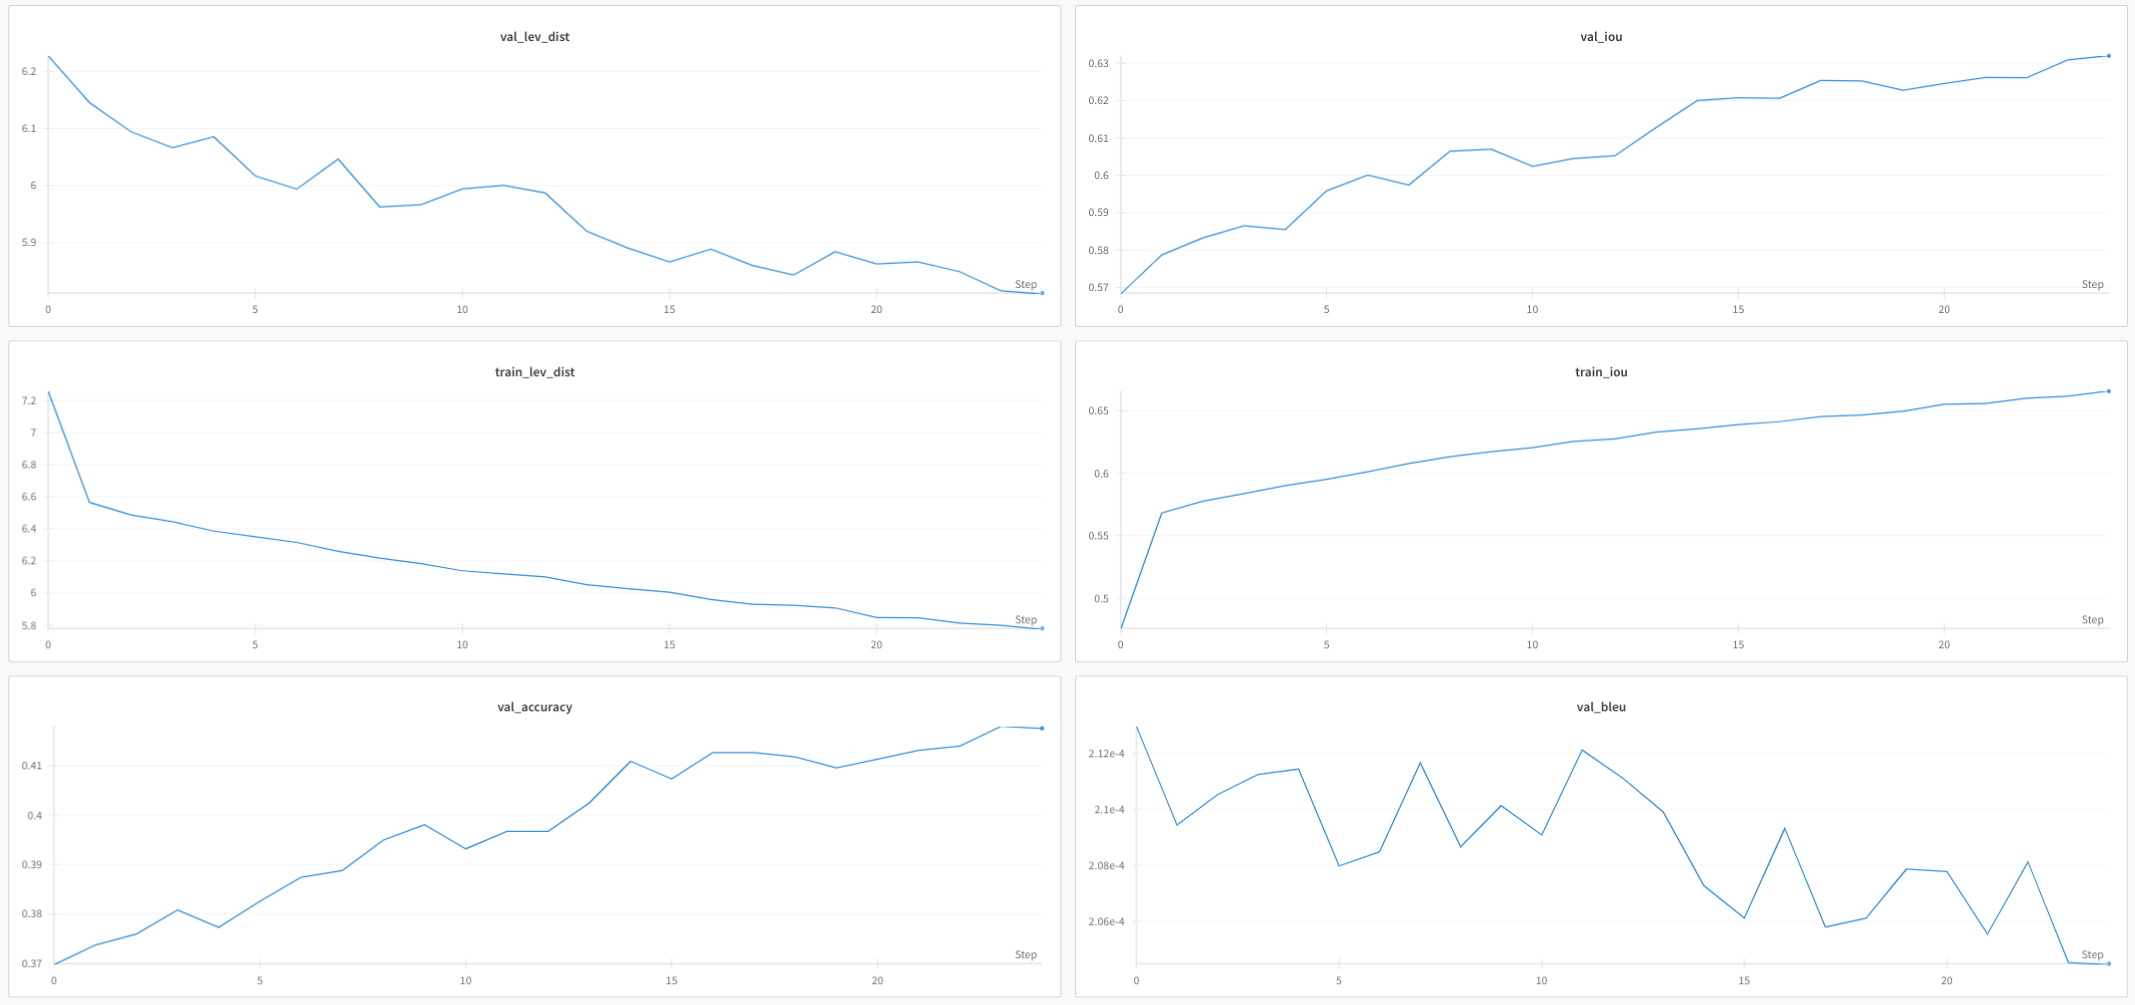 val_lev_dist
6.2
6.1
6
5.9
Step
0 5 10 15 20
val_iou
0.63
0.62
0.61
0.6
0.59
0.58
0.57
Step
0 5 10 15 20
train_lev_dist
7.2
7
6.8
6.6
6.4
6.2
6
5.8
Step
0 5 10 15 20
train_iou
0.65
0.6
0.55
0.5
Step
0 5 10 15 20
val_accuracy
0.41
0.4
0.39
0.38
0.37
Step
0 5 10 15 20
val_bleu
2.12e-4
2.1e-4
2.08e-4
2.06e-4
Step
0 5 10 15 20